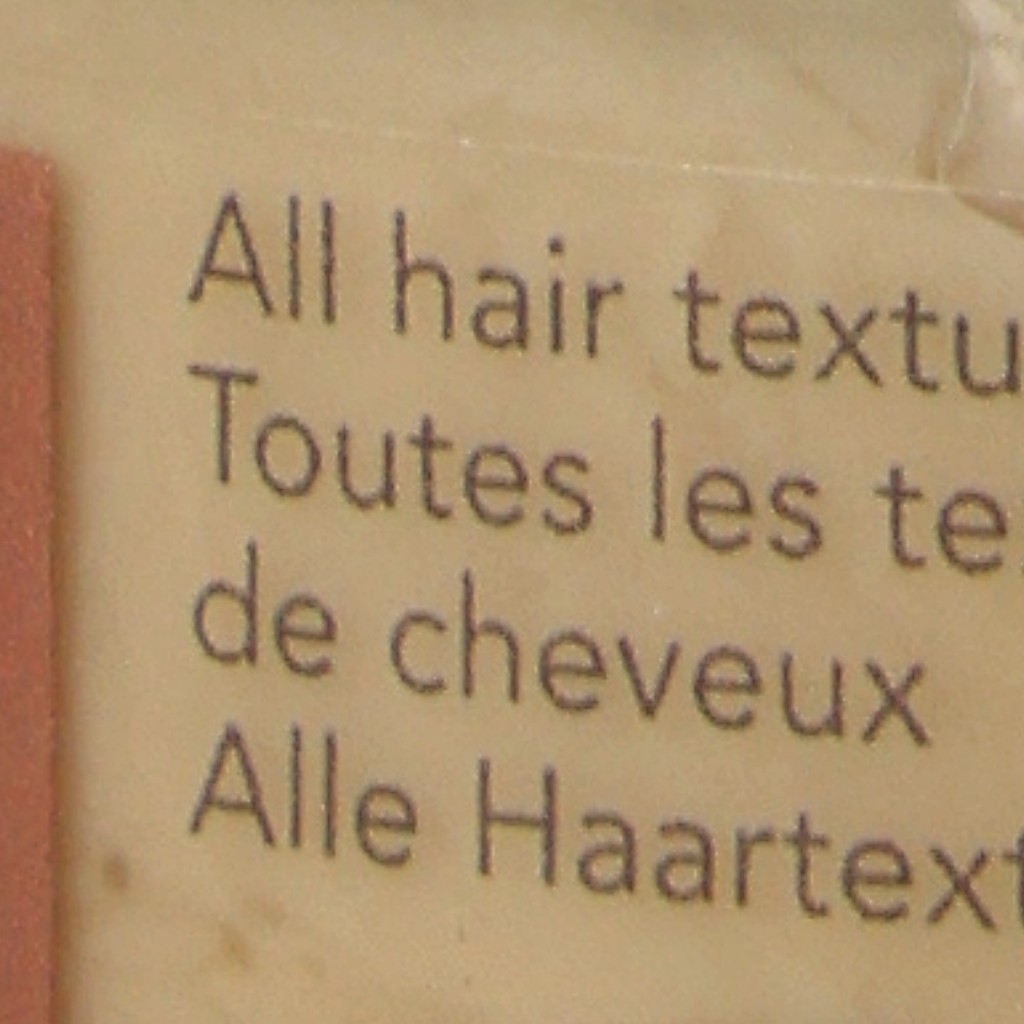 All hair textu
Toutes les te
de cheveux
Alle Haartext